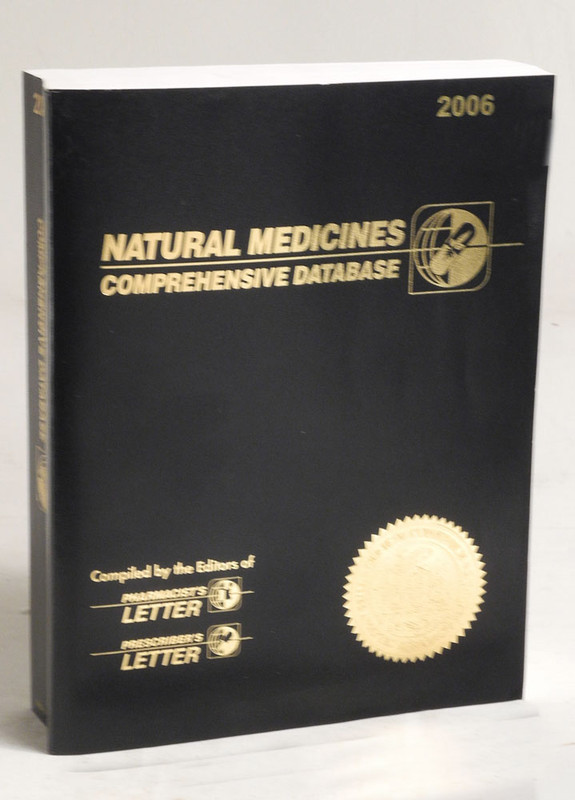 2006
NATURAL MEDICINES
COMPREHENSIVE DATABASE
Compiled by the Editors of
PHARMACIST'S
LETTER
PRESCRIBER'S
LETTER